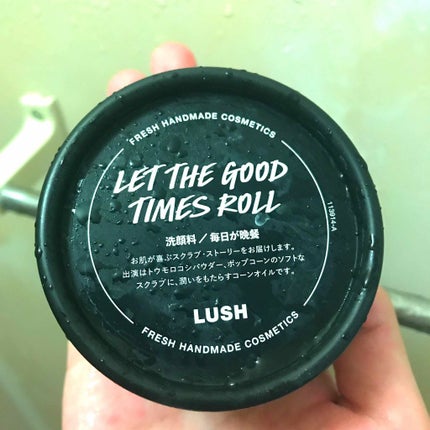 FRESH HANDMADE COSMETICS
LET THE GOOD
TIMES ROLL
洗顔料／毎日が晩餐
お肌が喜ぶスクラブ・ストーリーをお届けします。
出演はトウモロコシパウダー、ポップコーンのソフトな
スクラブに、潤いをもたらすコーンオイルです。
LUSH
FRESH HANDMADE COSMETICS
113914-A